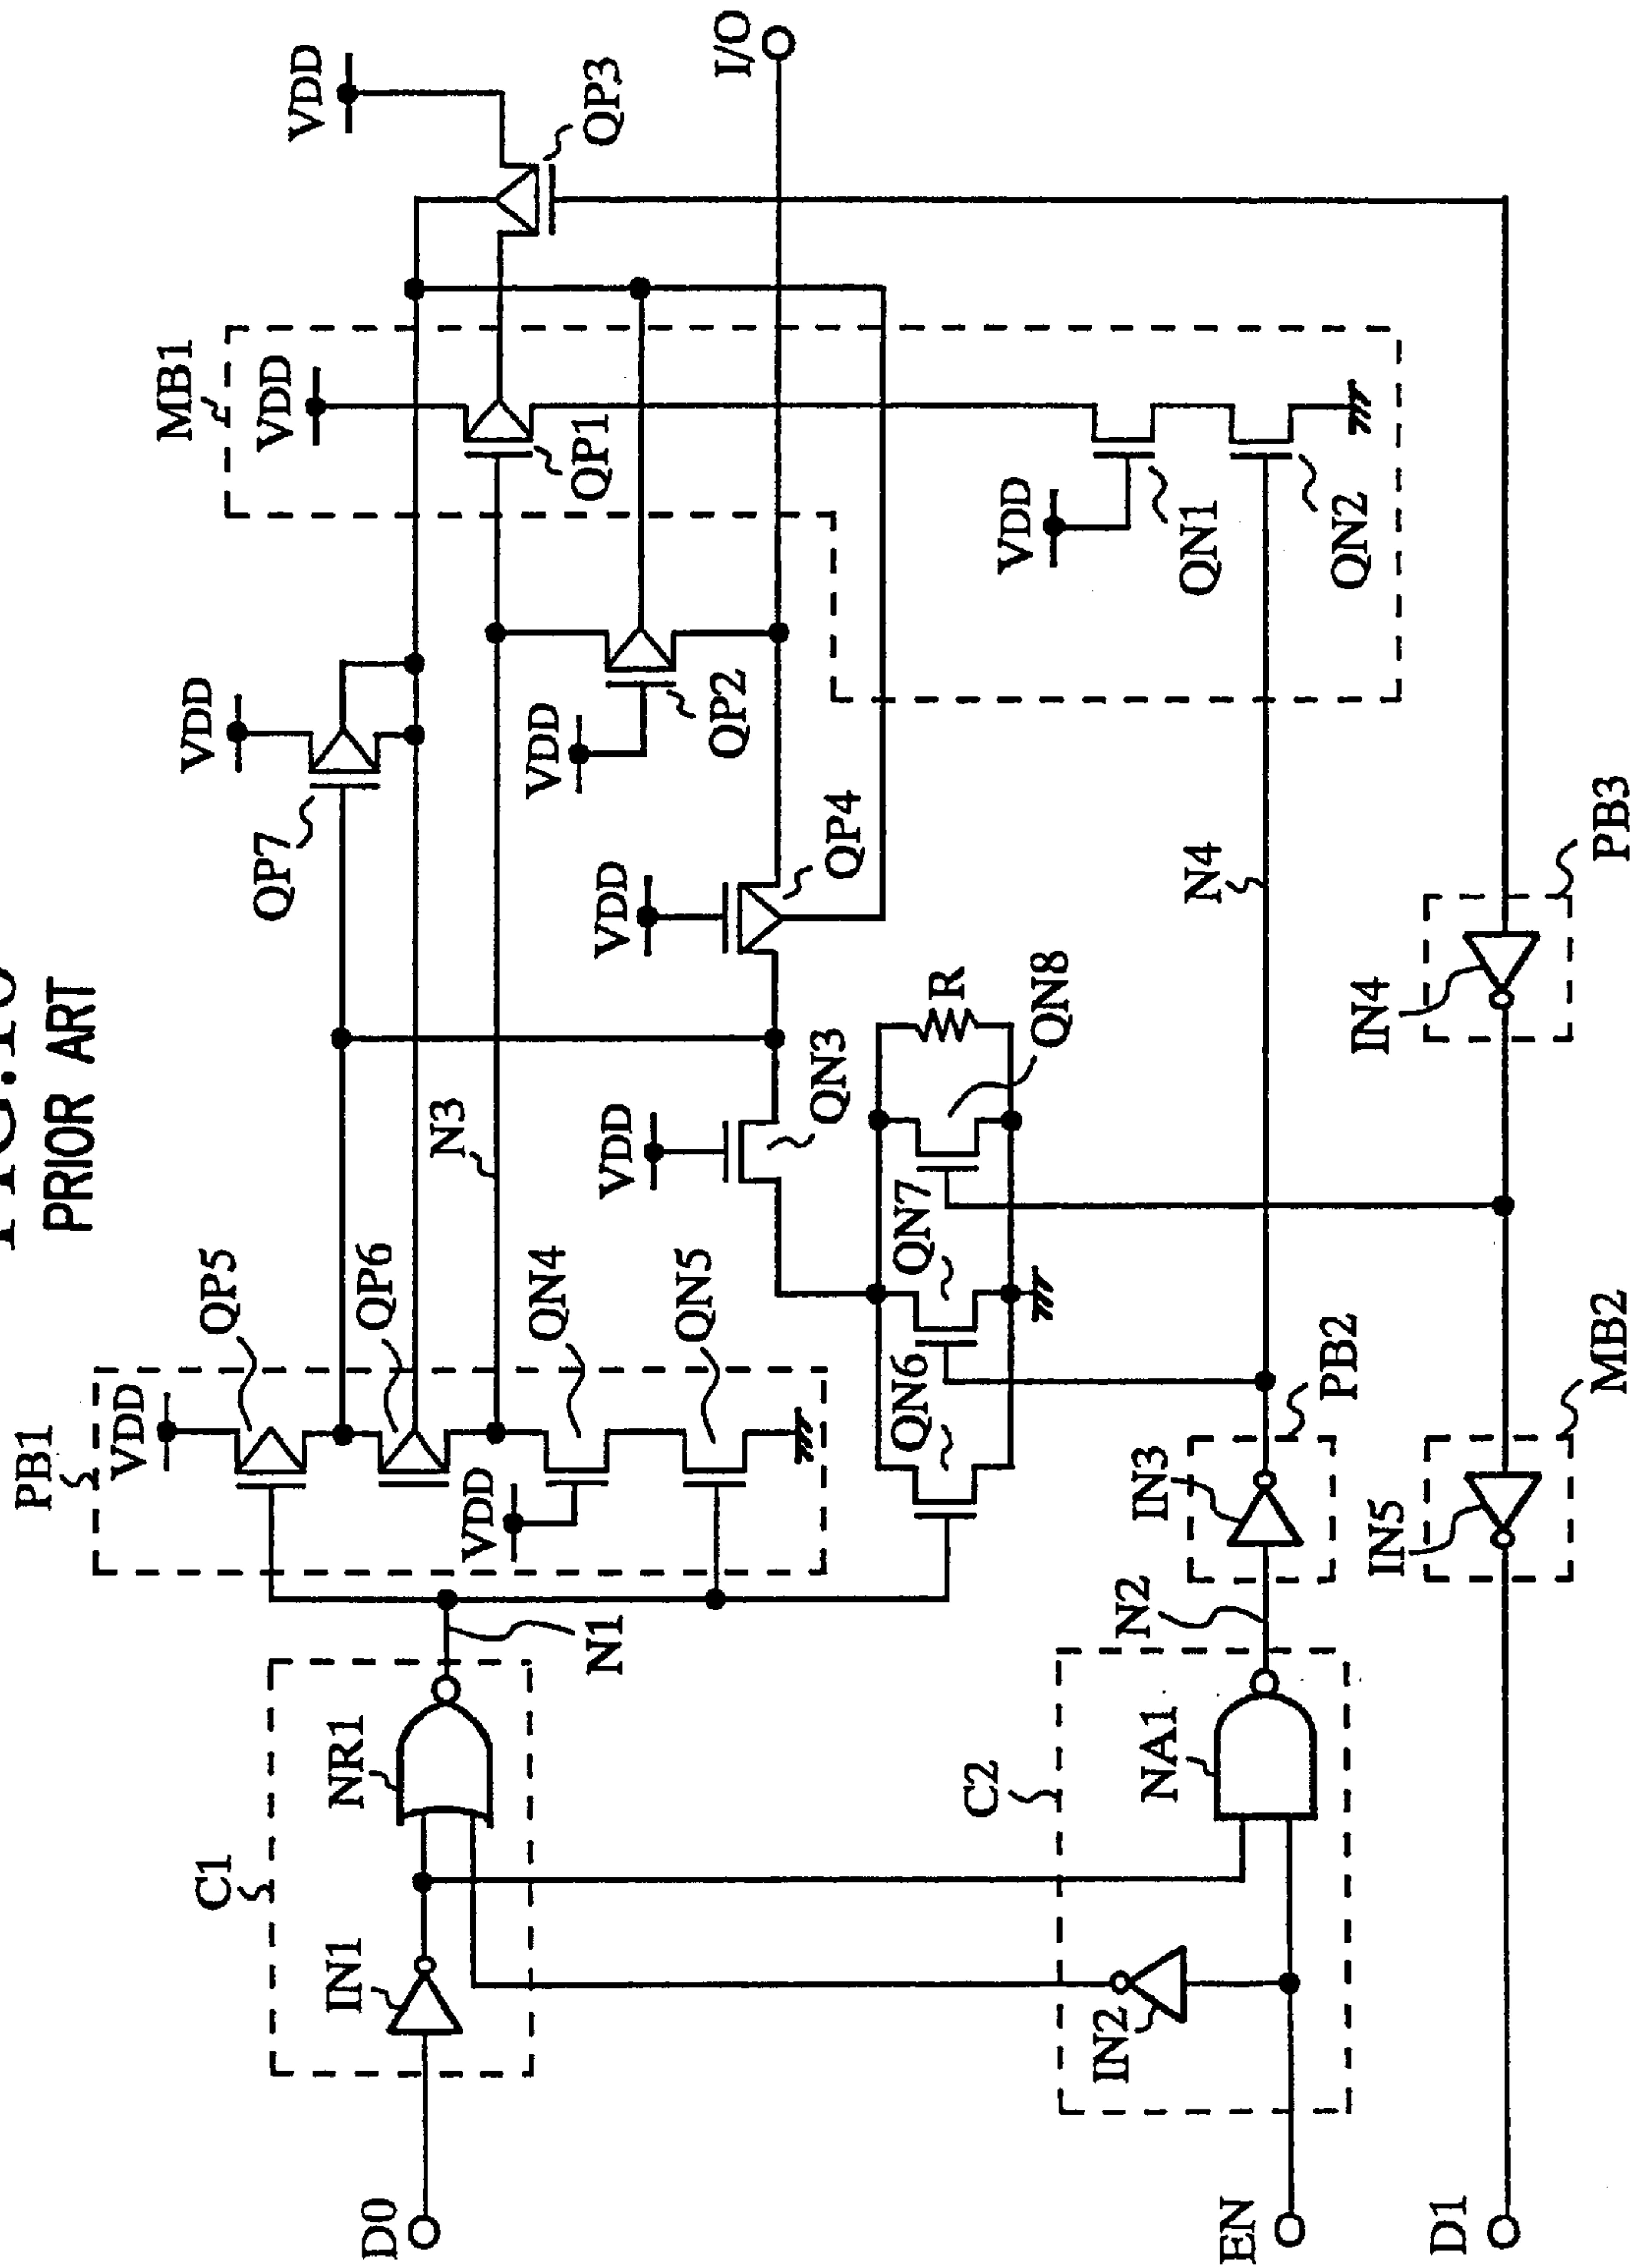 PRIOR ART
VDD
VDD
I/O
QP3
MB1
VDD
QP1
VDD
QN1
QN2
VDD
QP7
VDD
QP2
VDD
QP4
N4
PB3
IN4
N3
VDD
QN3
R
QN8
QN7
QN6
PB1
VDD
QP5
QP6
VDD
QN4
QN5
IN3
PB2
IN5
MB2
N1
N2
C1
NR1
IN1
C2
NA1
IN2
D0
EN
D1